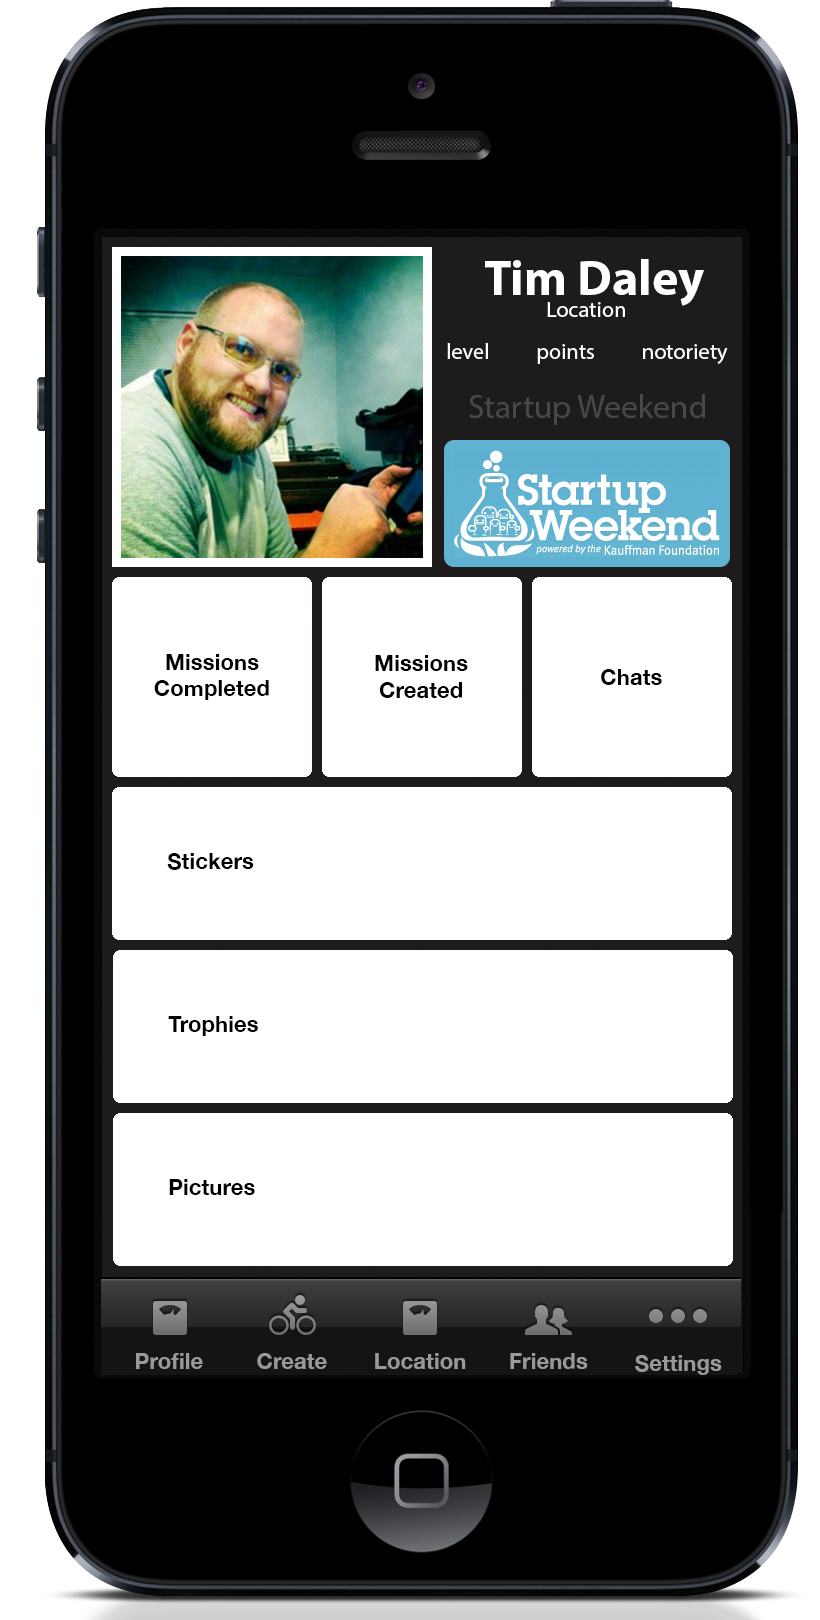 Tim Daley
Location
level points notoriety
Startup Weekend
Startup
Weekend
powered by the Kauffman Foundation
Missions
Completed
Missions
Created
Chats
Stickers
Trophies
Pictures
Profile Create Location Friends Settings